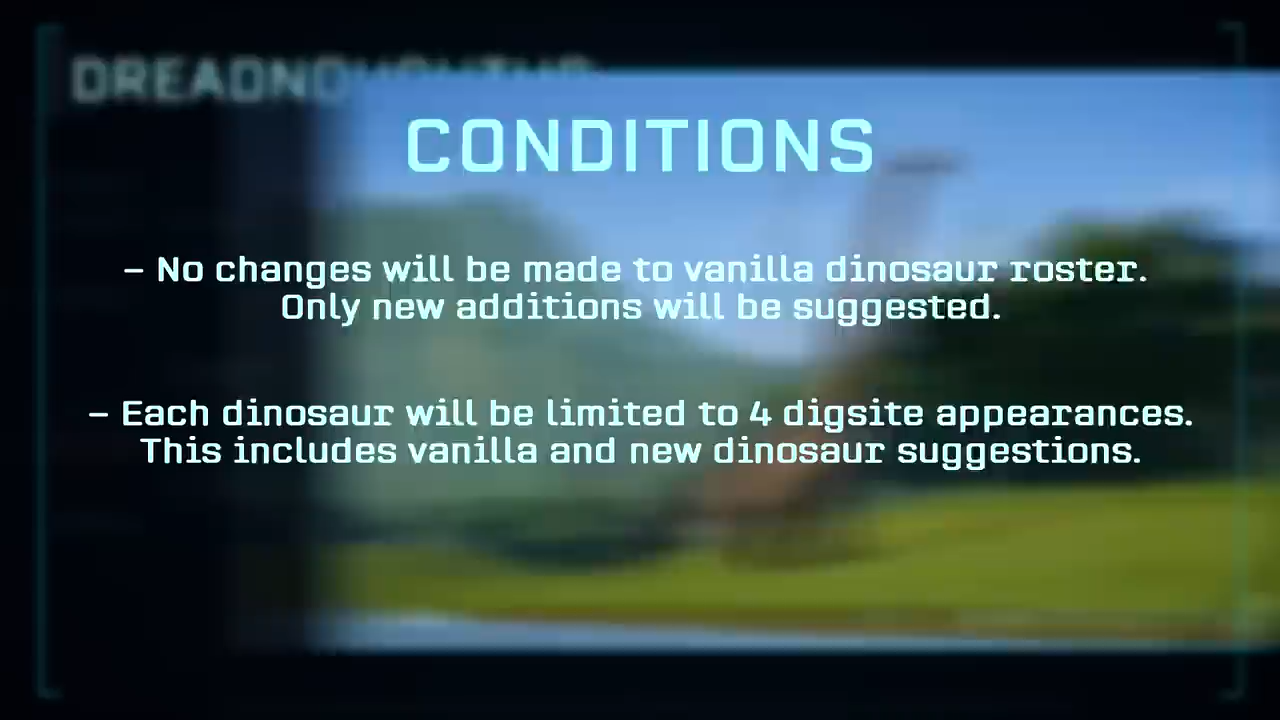 CONDITIONS
– No changes will be made to vanilla dinosaur roster.
Only new additions will be suggested.
– Each dinosaur will be limited to 4 digsite appearances.
This includes vanilla and new dinosaur suggestions.